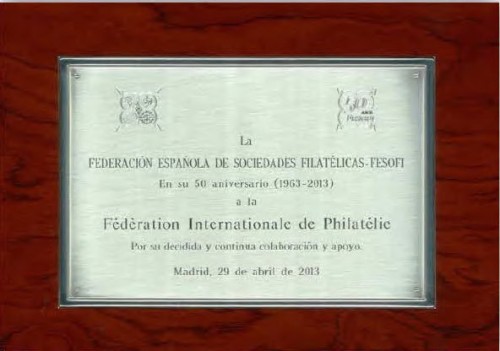 La
FEDERACIÓN ESPAÑOLA DE SOCIEDADES FILATÉLICAS-FESOFI
En su 50 aniversario (1963-2013)
a la
Fédèration Internationale de Philatélie
Por su decidida y continua colaboración y apoyo.
Madrid, 29 de abril de 2013